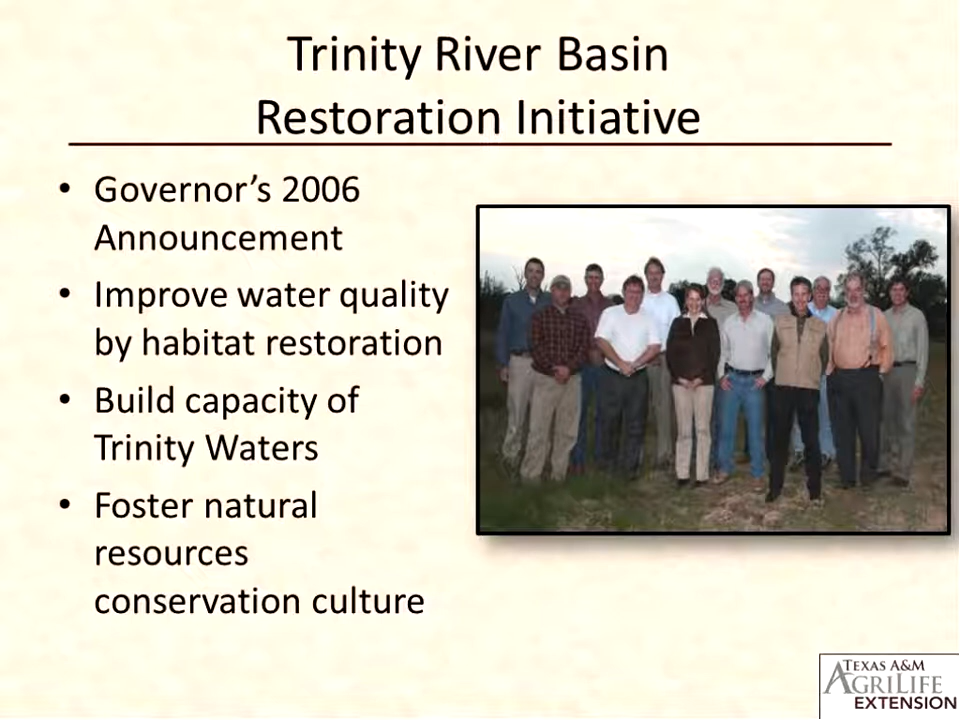 Trinity River Basin
Restoration Initiative
• Governor’s 2006
Announcement
• Improve water quality
by habitat restoration
• Build capacity of
Trinity Waters
• Foster natural
resources
conservation culture
TEXAS A&M
AGRILIFE
EXTENSION